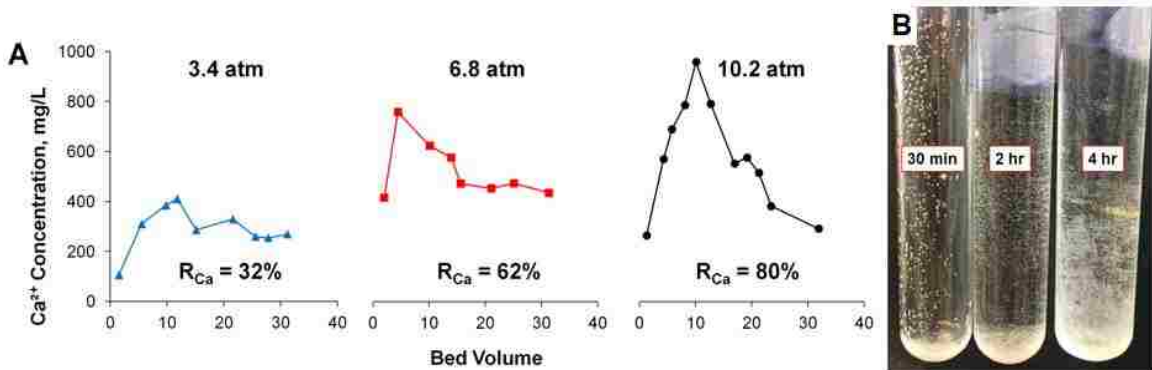 A
Ca²⁺ Concentration, mg/L
1000
800
600
400
200
0
3.4 atm
R_Ca = 32%
0 10 20 30 40
6.8 atm
R_Ca = 62%
0 10 20 30 40
10.2 atm
R_Ca = 80%
0 10 20 30 40
Bed Volume
B
30 min
2 hr
4 hr